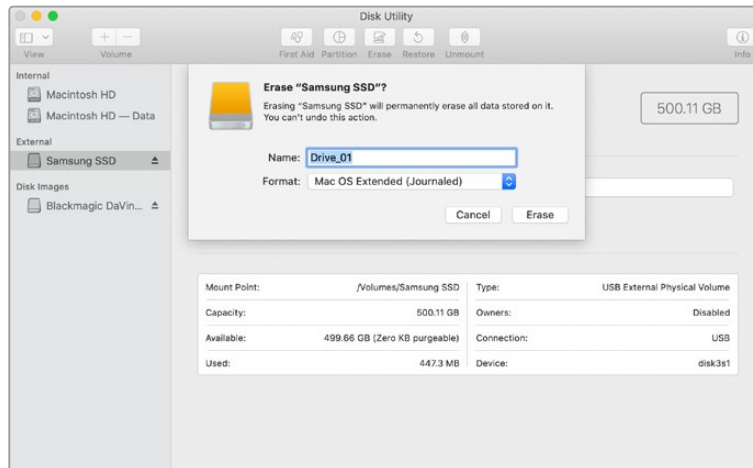 Disk Utility
View
Volume
First Aid Partition Erase Restore Unmount
Info
Internal
Macintosh HD
Macintosh HD — Data
External
Samsung SSD
Disk Images
Blackmagic DaVin...
Erase “Samsung SSD”?
Erasing “Samsung SSD” will permanently erase all data stored on it.
You can’t undo this action.
Name: Drive_01
Format: Mac OS Extended (Journaled)
Cancel Erase
500.11 GB
Mount Point: /Volumes/Samsung SSD Type: USB External Physical Volume
Capacity: 500.11 GB Owners: Disabled
Available: 499.66 GB (Zero KB purgeable) Connection: USB
Used: 447.3 MB Device: disk3s1